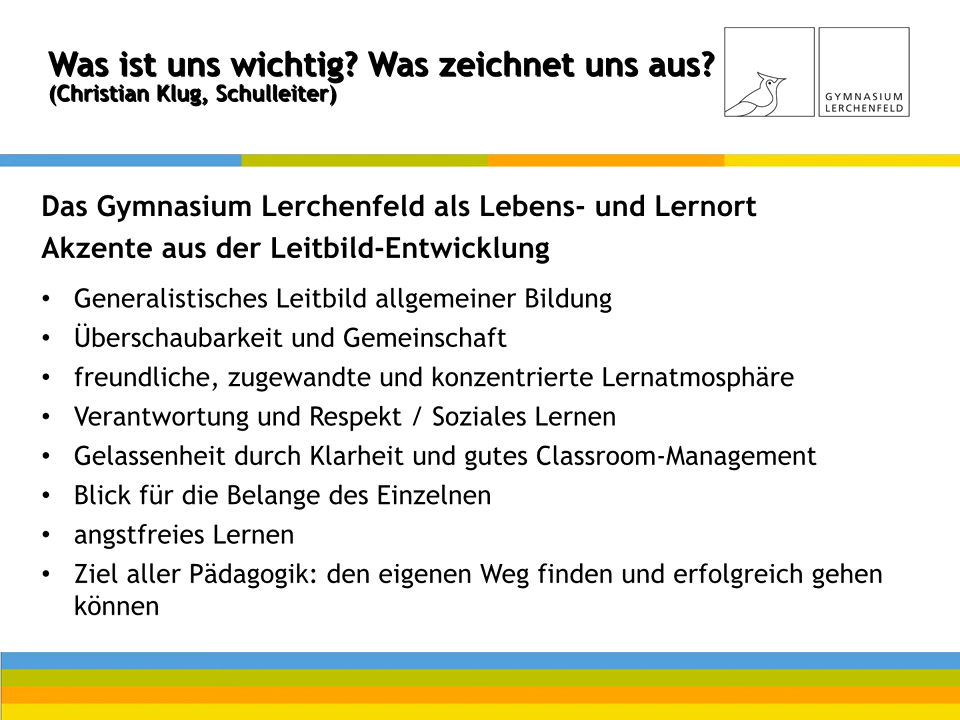 Was ist uns wichtig? Was zeichnet uns aus?
(Christian Klug, Schulleiter)
GYMNASIUM
LERCHENFELD
Das Gymnasium Lerchenfeld als Lebens- und Lernort
Akzente aus der Leitbild-Entwicklung
• Generalistisches Leitbild allgemeiner Bildung
• Überschaubarkeit und Gemeinschaft
• freundliche, zugewandte und konzentrierte Lernatmosphäre
• Verantwortung und Respekt / Soziales Lernen
• Gelassenheit durch Klarheit und gutes Classroom-Management
• Blick für die Belange des Einzelnen
• angstfreies Lernen
• Ziel aller Pädagogik: den eigenen Weg finden und erfolgreich gehen
können